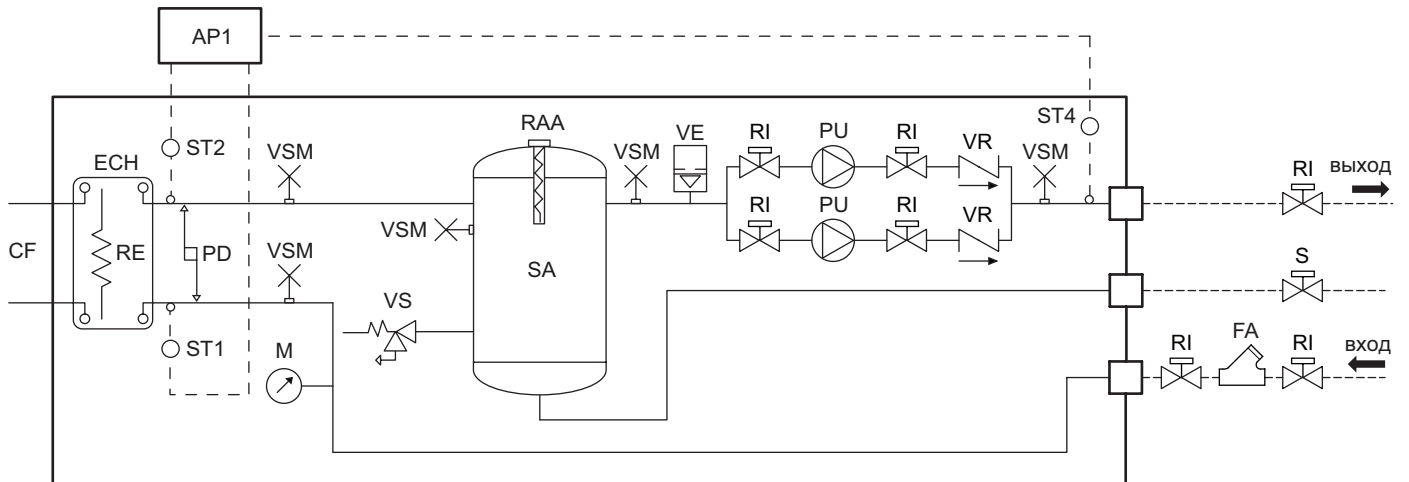 AP1
ST4
RAA
VE
RI
PU
RI
VR
VSM
ST2
VSM
VSM
ECH
RI
выход
RI
PU
RI
VR
VSM
CF
RE
PD
VSM
SA
S
VS
ST1
M
RI
FA
RI
вход